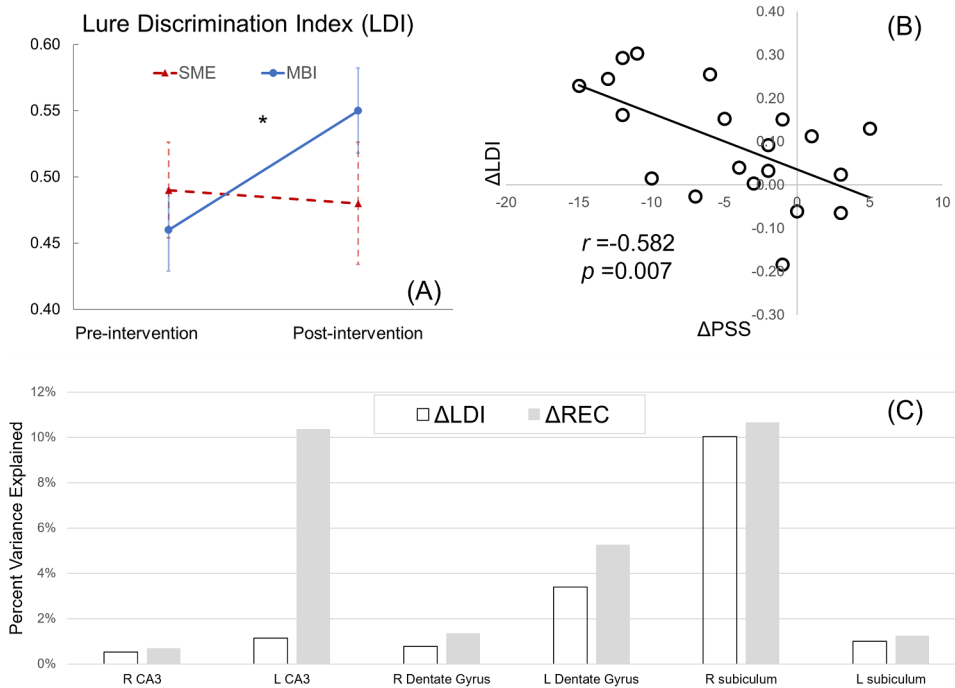 Lure Discrimination Index (LDI)
0.60
0.55
0.50
0.45
0.40
SME
MBI
*
(A)
Pre-intervention
Post-intervention
(B)
0.40
0.30
0.20
0.10
0.00
-0.10
-0.20
-0.30
ΔLDI
-20
-15
-10
-5
0
5
10
r =-0.582
p =0.007
ΔPSS
(C)
12%
10%
8%
6%
4%
2%
0%
Percent Variance Explained
ΔLDI
ΔREC
R CA3
L CA3
R Dentate Gyrus
L Dentate Gyrus
R subiculum
L subiculum